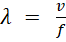 λ = v/f